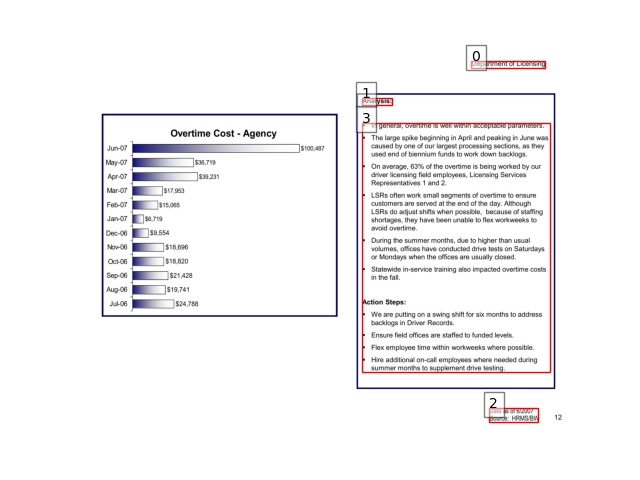 0
Department of Licensing
1
Analysis:
3
In general, overtime is well within acceptable parameters.
The large spike beginning in April and peaking in June was
caused by one of our largest processing sections, as they
used end of biennium funds to work down backlogs.
On average, 63% of the overtime is being worked by our
driver licensing field employees, Licensing Services
Representatives 1 and 2.
LSRs often work small segments of overtime to ensure
customers are served at the end of the day. Although
LSRs do adjust shifts when possible, because of staffing
shortages, they have been unable to flex workweeks to
avoid overtime.
During the summer months, due to higher than usual
volumes, offices have conducted drive tests on Saturdays
or Mondays when the offices are usually closed.
Statewide in-service training also impacted overtime costs
in the fall.
Action Steps:
We are putting on a swing shift for six months to address
backlogs in Driver Records.
Ensure field offices are staffed to funded levels.
Flex employee time within workweeks where possible.
Hire additional on-call employees where needed during
summer months to supplement drive testing.
Overtime Cost - Agency
Jun-07 $100,487
May-07 $36,719
Apr-07 $39,231
Mar-07 $17,953
Feb-07 $15,065
Jan-07 $6,719
Dec-06 $9,554
Nov-06 $18,696
Oct-06 $18,820
Sep-06 $21,428
Aug-06 $19,741
Jul-06 $24,788
2
Data as of 6/2007
Source: HRMS/BW
12